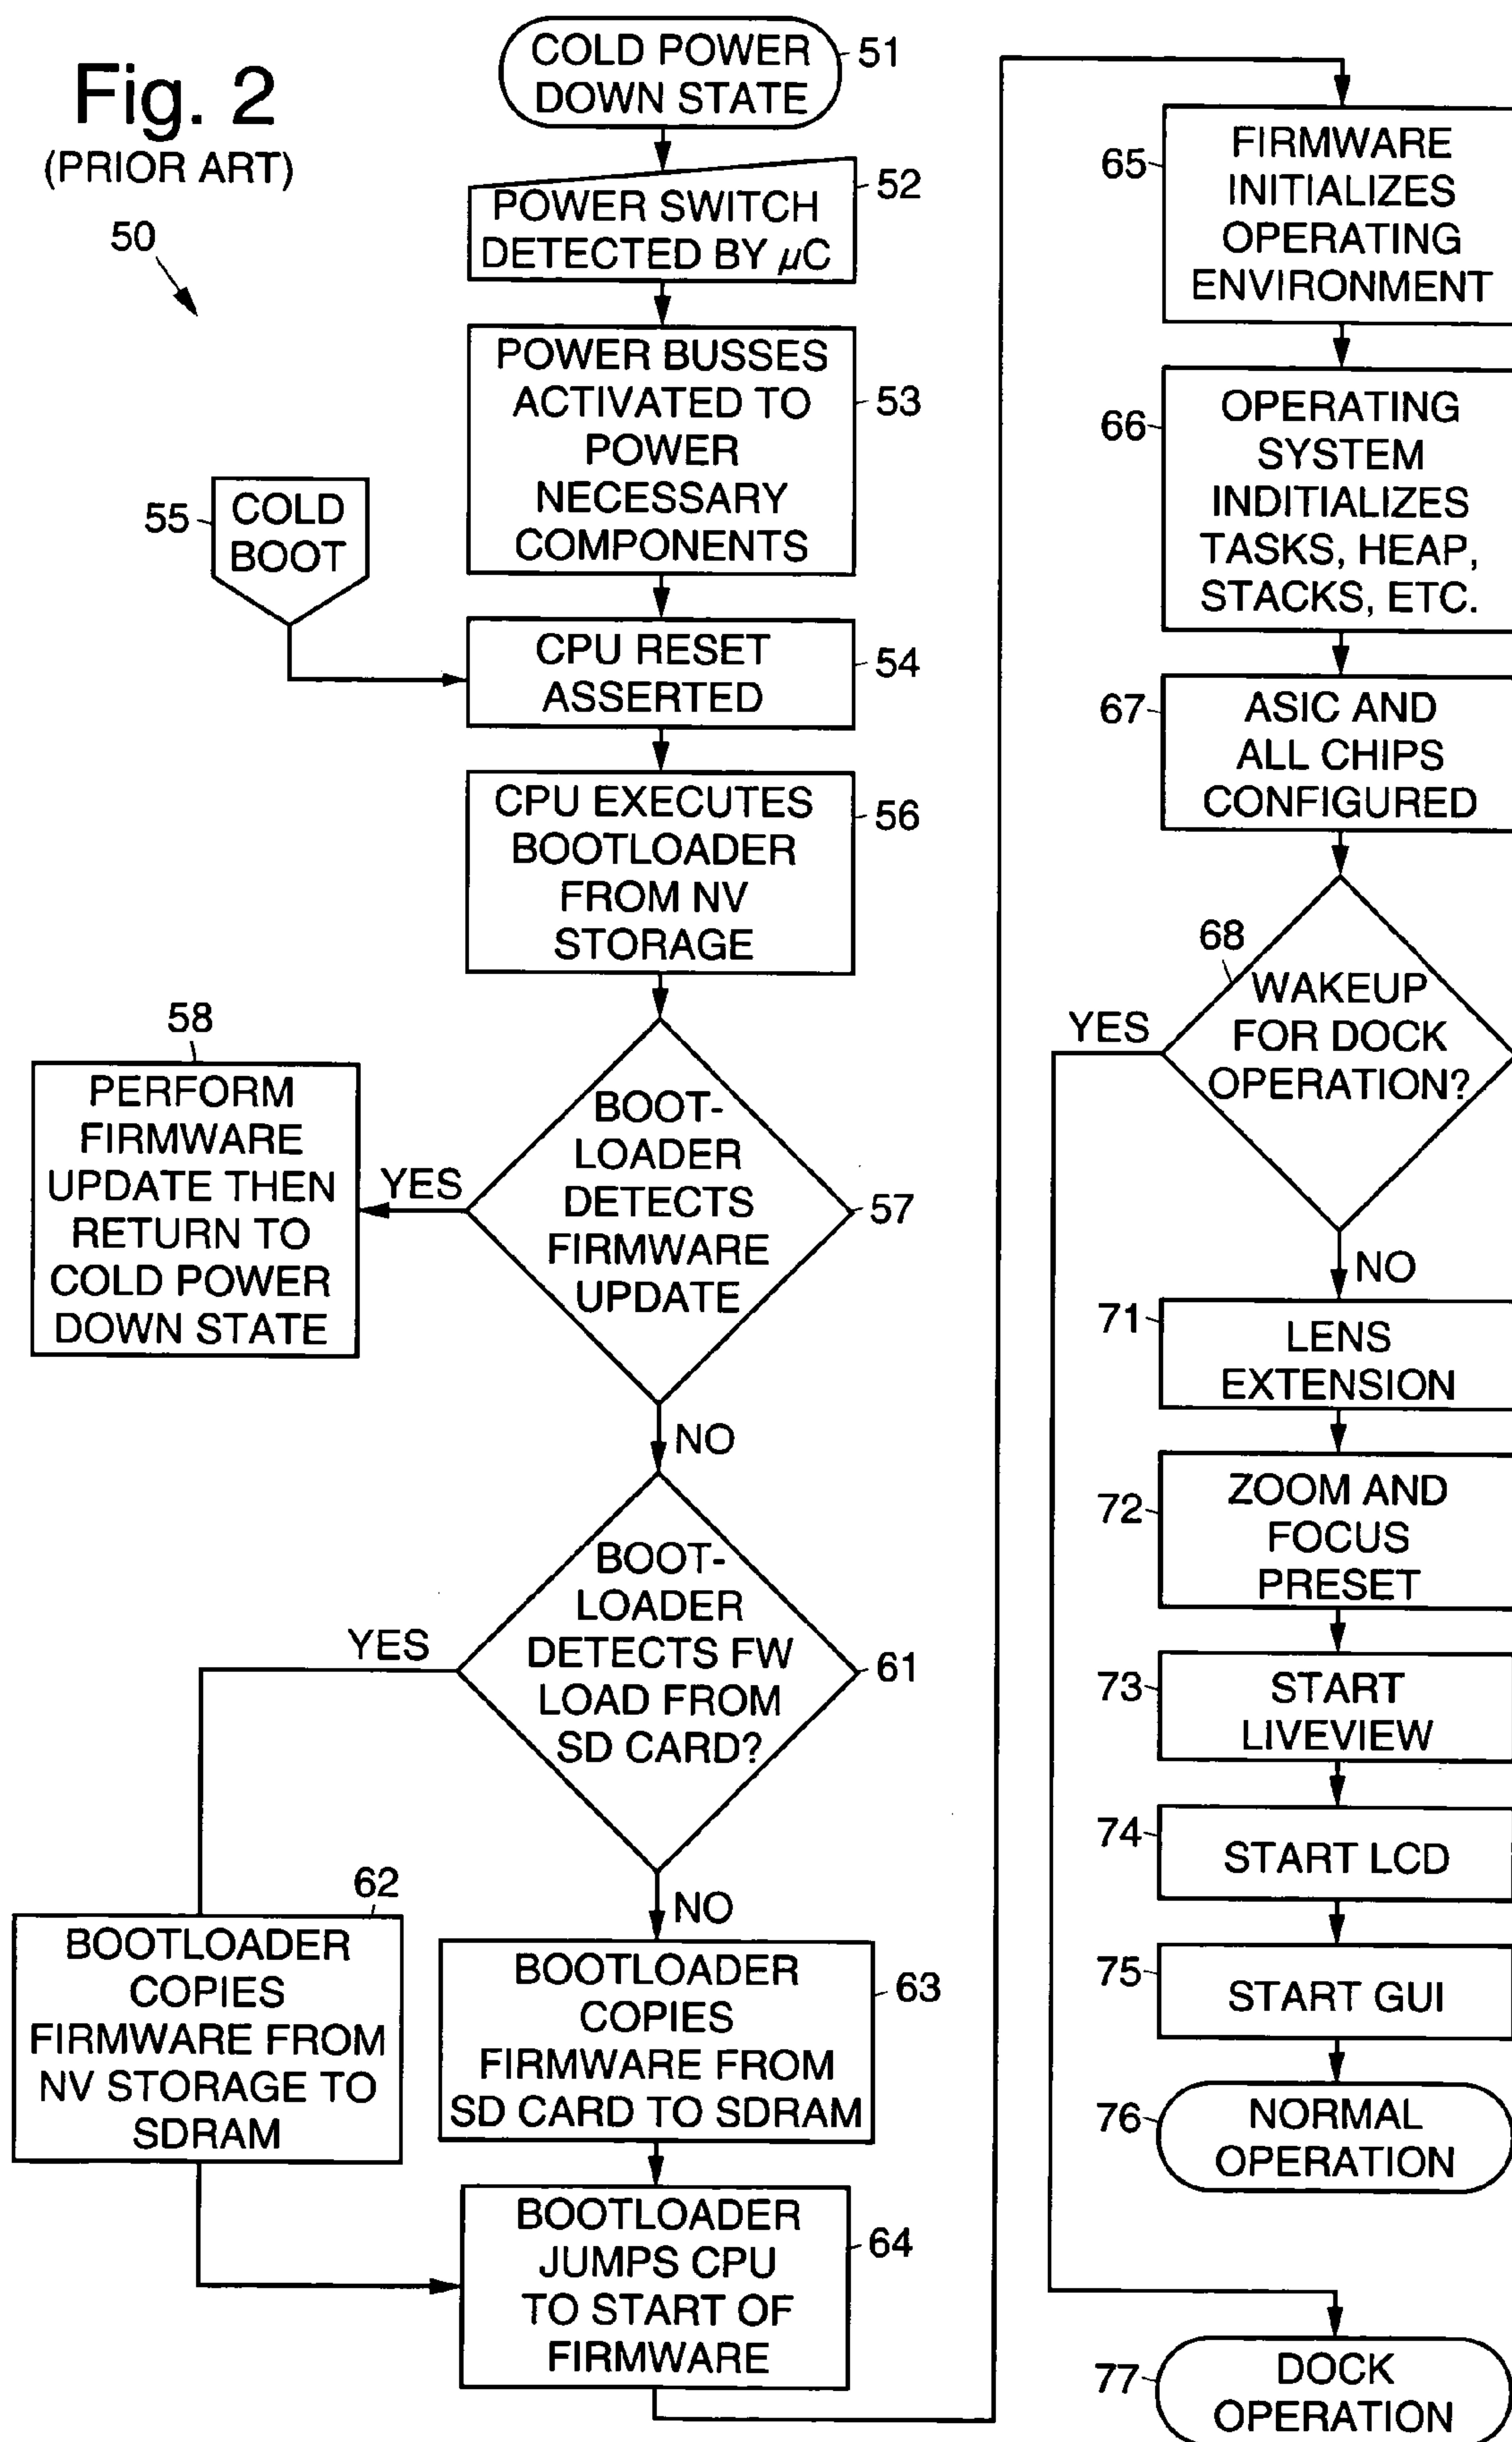 Fig. 2
(PRIOR ART)
50
COLD POWER
DOWN STATE
51
POWER SWITCH
DETECTED BY µC
52
POWER BUSSES
ACTIVATED TO
POWER
NECESSARY
COMPONENTS
53
55
COLD
BOOT
CPU RESET
ASSERTED
54
CPU EXECUTES
BOOTLOADER
FROM NV
STORAGE
56
58
PERFORM
FIRMWARE
UPDATE THEN
RETURN TO
COLD POWER
DOWN STATE
YES
BOOT-
LOADER
DETECTS
FIRMWARE
UPDATE
57
NO
YES
BOOT-
LOADER
DETECTS FW
LOAD FROM
SD CARD?
61
NO
62
BOOTLOADER
COPIES
FIRMWARE FROM
NV STORAGE TO
SDRAM
BOOTLOADER
COPIES
FIRMWARE FROM
SD CARD TO SDRAM
63
BOOTLOADER
JUMPS CPU
TO START OF
FIRMWARE
64
65
FIRMWARE
INITIALIZES
OPERATING
ENVIRONMENT
66
OPERATING
SYSTEM
INDITIALIZES
TASKS, HEAP,
STACKS, ETC.
67
ASIC AND
ALL CHIPS
CONFIGURED
68
WAKEUP
FOR DOCK
OPERATION?
YES
NO
71
LENS
EXTENSION
72
ZOOM AND
FOCUS
PRESET
73
START
LIVEVIEW
74
START LCD
75
START GUI
76
NORMAL
OPERATION
77
DOCK
OPERATION